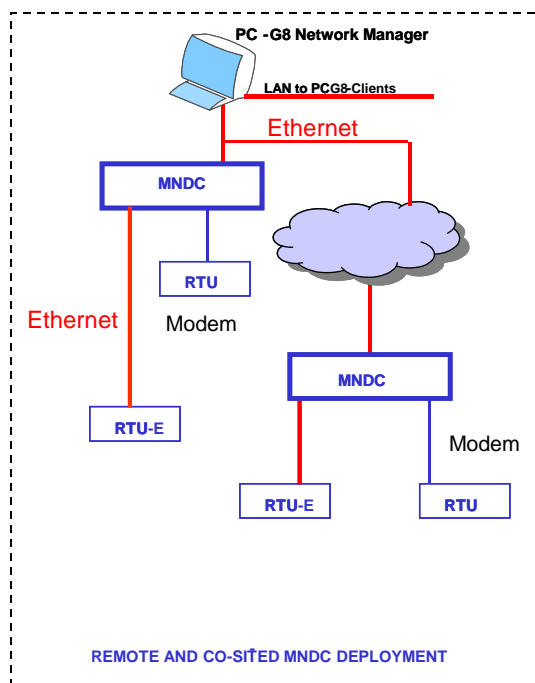 PC -G8 Network Manager
LAN to PCG8-Clients
Ethernet
MNDC
RTU
Ethernet
Modem
MNDC
RTU-E
Modem
RTU-E
RTU
REMOTE AND CO-SITED MNDC DEPLOYMENT